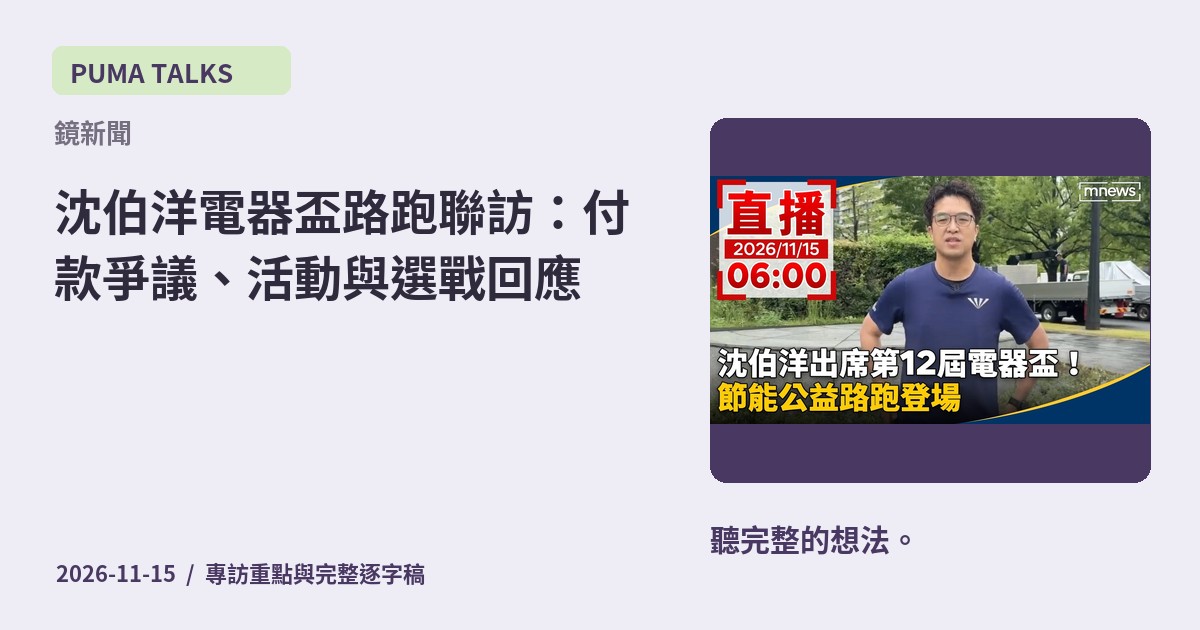 PUMA TALKS
鏡新聞
沈伯洋電器盃路跑聯訪：付
款爭議、活動與選戰回應
直播
2026/11/15
06:00
mnews
沈伯洋出席第12屆電器盃！
節能公益路跑登場
聽完整的想法。
2026-11-15 / 專訪重點與完整逐字稿